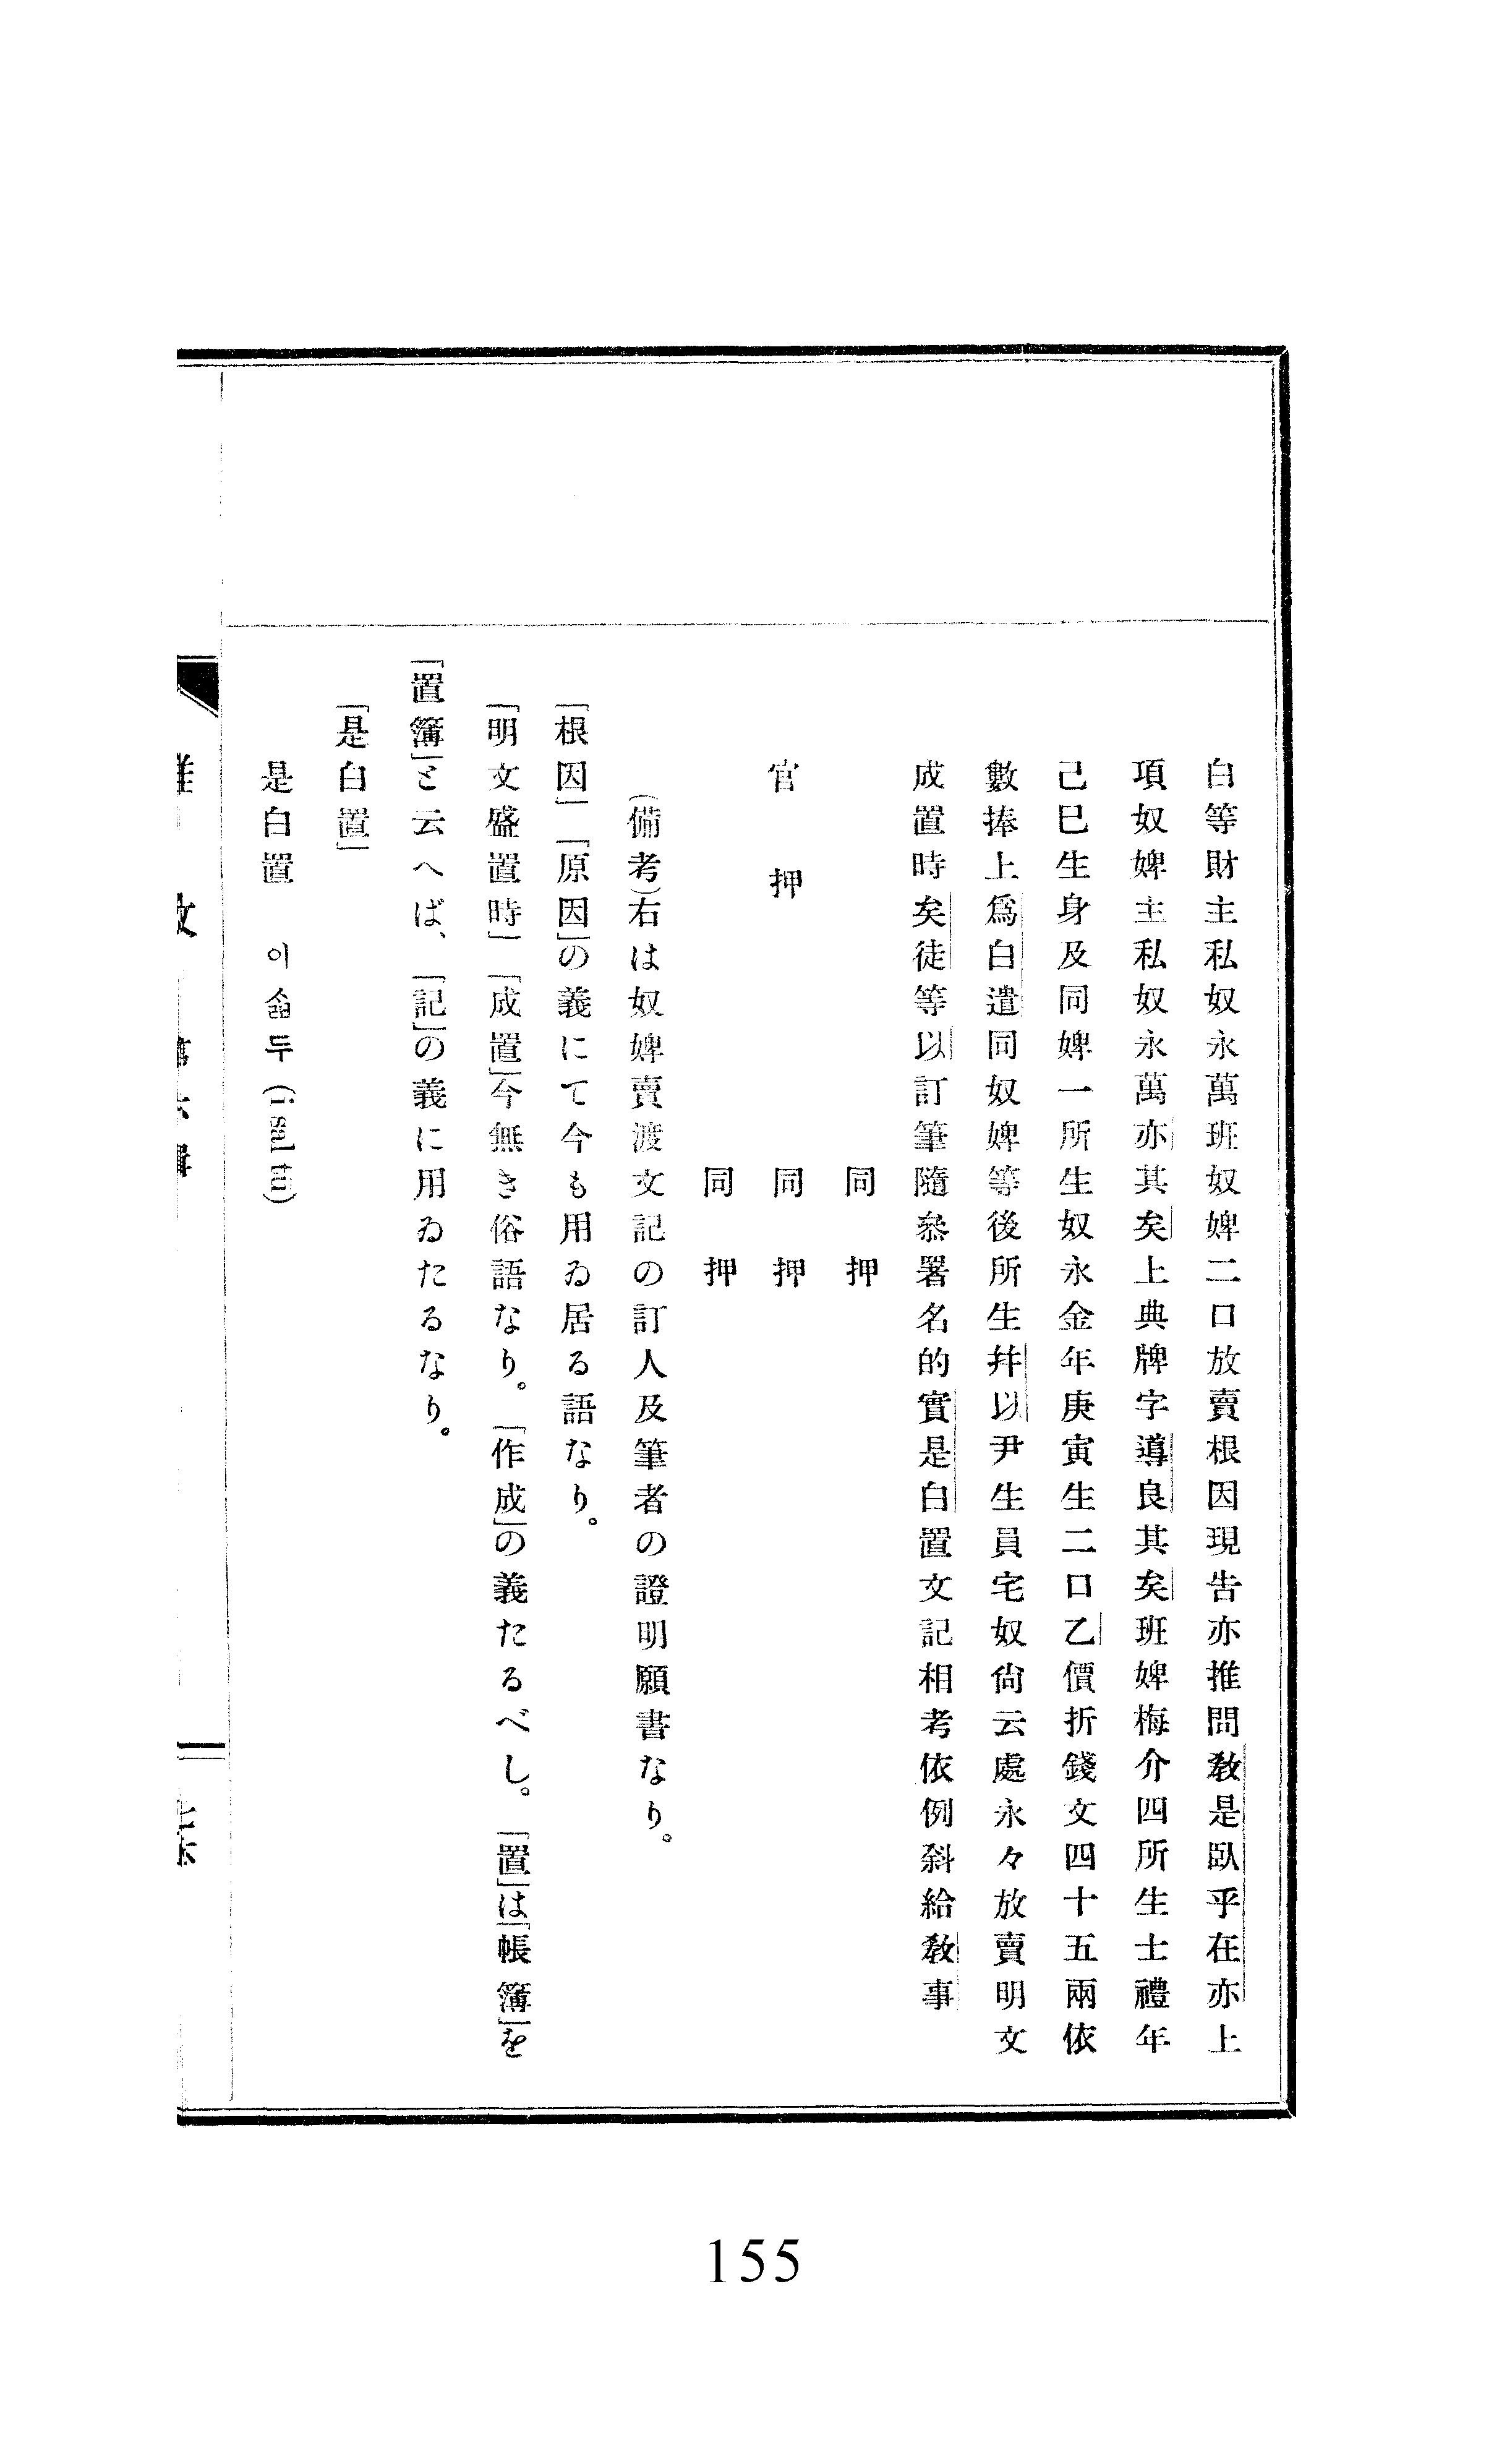 白等財主私奴永萬班奴婢二口放賣根因現告亦推問敎是臥乎在亦上
項奴婢主私奴永萬亦其矣上典牌字導良其矣班婢梅介四所生士禮年
己巳生身及同婢一所生奴永金年庚寅生二口乙價折錢文四十五兩依
數捧上爲白遣同奴婢等後所生幷以尹生員宅奴尙云處永々放賣明文
成置時矣徒等以訂筆隨叅署名的實是白置文記相考依例斜給敎事
同押
官押 同押
同押
(備考)右は奴婢賣渡文記の訂人及筆者の證明願書なり。
「根因」「原因」の義にて今も用ゐ居る語なり。
「明文盛置時」「成置」今無き俗語なり。「作成」の義たるべし。「置」は「帳簿」を
「置簿」と云へば、「記」の義に用ゐたるなり。
「是白置」
是白置 이솗두
第六輯
155